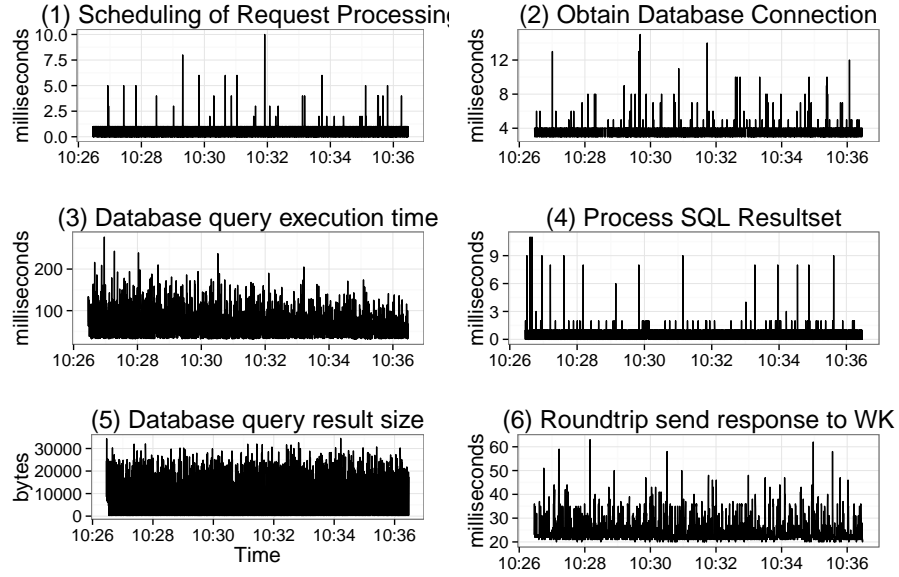 (1) Scheduling of Request Processing
milliseconds
10.0
7.5
5.0
2.5
0.0
10:26 10:28 10:30 10:32 10:34 10:36
(2) Obtain Database Connection
milliseconds
12
8
4
10:26 10:28 10:30 10:32 10:34 10:36
(3) Database query execution time
milliseconds
200
100
10:26 10:28 10:30 10:32 10:34 10:36
(4) Process SQL Resultset
milliseconds
9
6
3
0
10:26 10:28 10:30 10:32 10:34 10:36
(5) Database query result size
bytes
30000
20000
10000
0
10:26 10:28 10:30 10:32 10:34 10:36
Time
(6) Roundtrip send response to WK
milliseconds
60
50
40
30
20
10:26 10:28 10:30 10:32 10:34 10:36